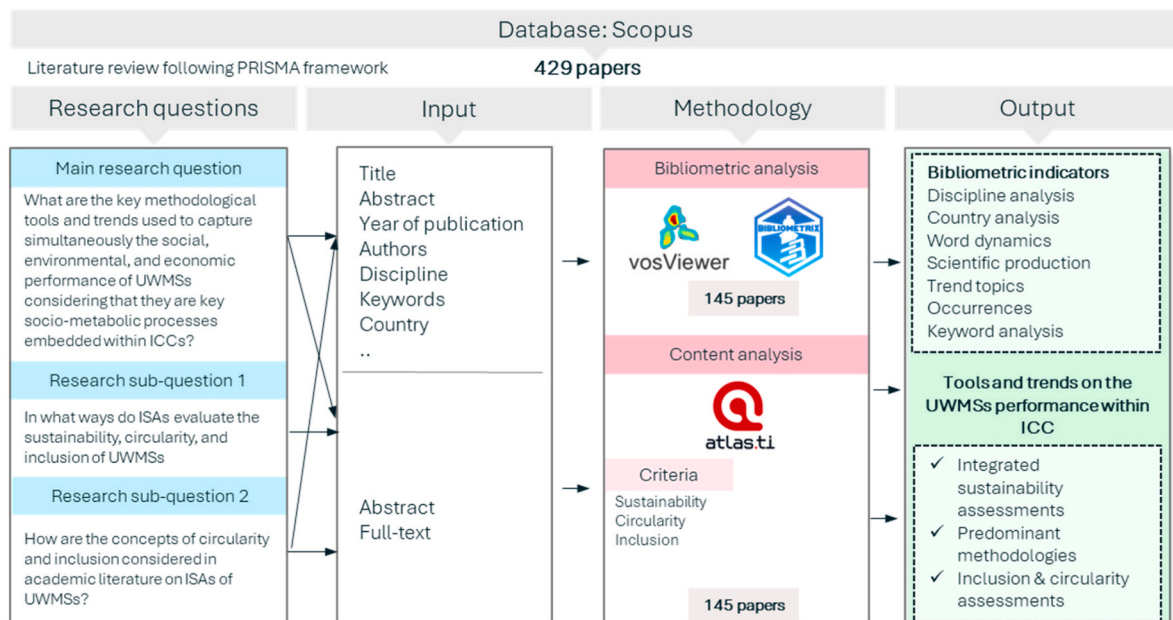 Database: Scopus
Literature review following PRISMA framework
429 papers
Research questions
Input
Methodology
Output
Main research question
What are the key methodological
tools and trends used to capture
simultaneously the social,
environmental, and economic
performance of UWMSs
considering that they are key
socio-metabolic processes
embedded within ICCs?
Research sub-question 1
In what ways do ISAs evaluate the
sustainability, circularity, and
inclusion of UWMSs
Research sub-question 2
How are the concepts of circularity
and inclusion considered in
academic literature on ISAs of
UWMSs?
Title
Abstract
Year of publication
Authors
Discipline
Keywords
Country
..
Abstract
Full-text
Bibliometric analysis
vosViewer
BIBLIOMETRIX
145 papers
Content analysis
atlas.ti
Criteria
Sustainability
Circularity
Inclusion
145 papers
Bibliometric indicators
Discipline analysis
Country analysis
Word dynamics
Scientific production
Trend topics
Occurrences
Keyword analysis
Tools and trends on the
UWMSs performance within
ICC
✓ Integrated
sustainability
assessments
✓ Predominant
methodologies
✓ Inclusion & circularity
assessments